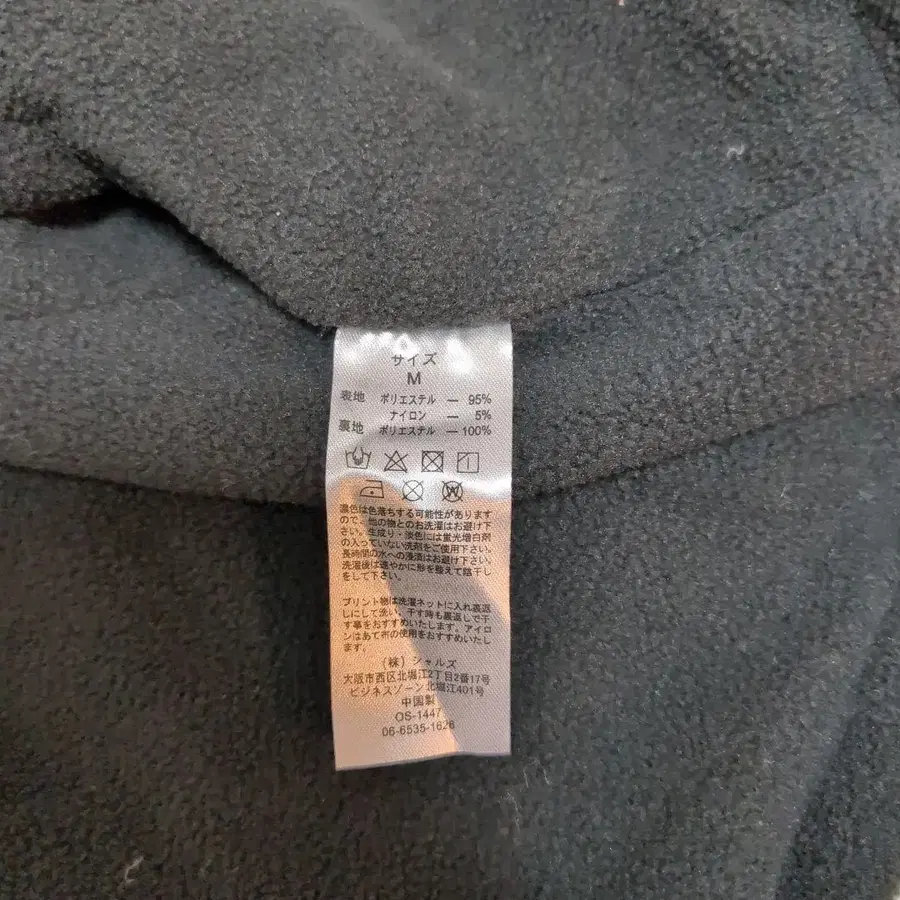 サイズ
M
表地 ポリエステル — 95%
ナイロン — 5%
裏地 ポリエステル — 100%
濃色は色落ちする可能性があります
ので、他の物とのお洗濯はお避け下
さい。生成り・淡色には蛍光増白剤
の入っていない洗剤をご使用下さい。
長時間の水への浸漬はお避け下さい。
洗濯後は速やかに形を整えて陰干し
をして下さい。
プリント物は洗濯ネットに入れ裏返
しにして洗い、干す時も裏返しで干
す事をおすすめいたします。アイロ
ンはあて布の使用をおすすめいたし
ます。
(株)シャルズ
大阪市西区北堀江2丁目2番17号
ビジネスゾーン北堀江401号
中国製
OS-1447
06-6535-1626